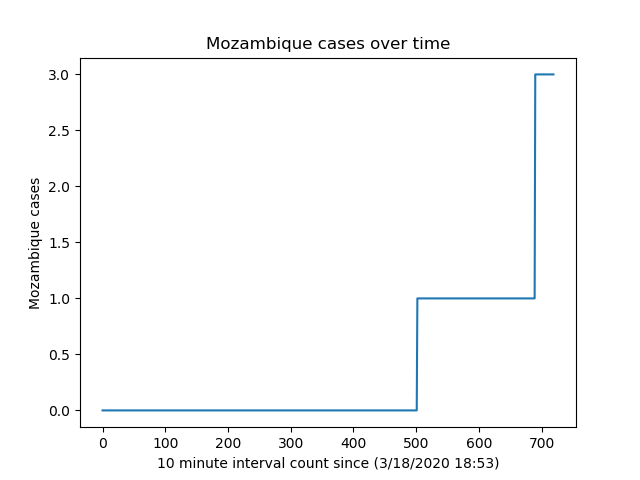 Mozambique cases over time
3.0
2.5
2.0
1.5
1.0
0.5
0.0
Mozambique cases
0 100 200 300 400 500 600 700
10 minute interval count since (3/18/2020 18:53)